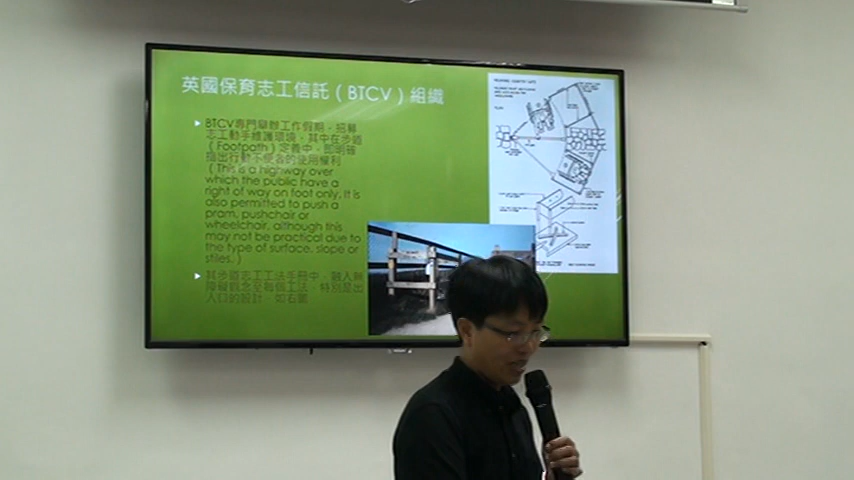 英國保育志工信託（BTCV）組織
BTCV專門舉辦工作假期，招募
志工動手維護環境，其中在步道
（Footpath）定義中，即明確
指出行動不便者的使用權利
（This is a highway over
which the public have a
right of way on foot only. It is
also permitted to push a
pram, pushchair or
wheelchair, although this
may not be practical due to
the type of surface, slope or
stiles.）
其步道志工工法手冊中，融入無
障礙觀念至每個工法，特別是出
入口的設計，如右圖